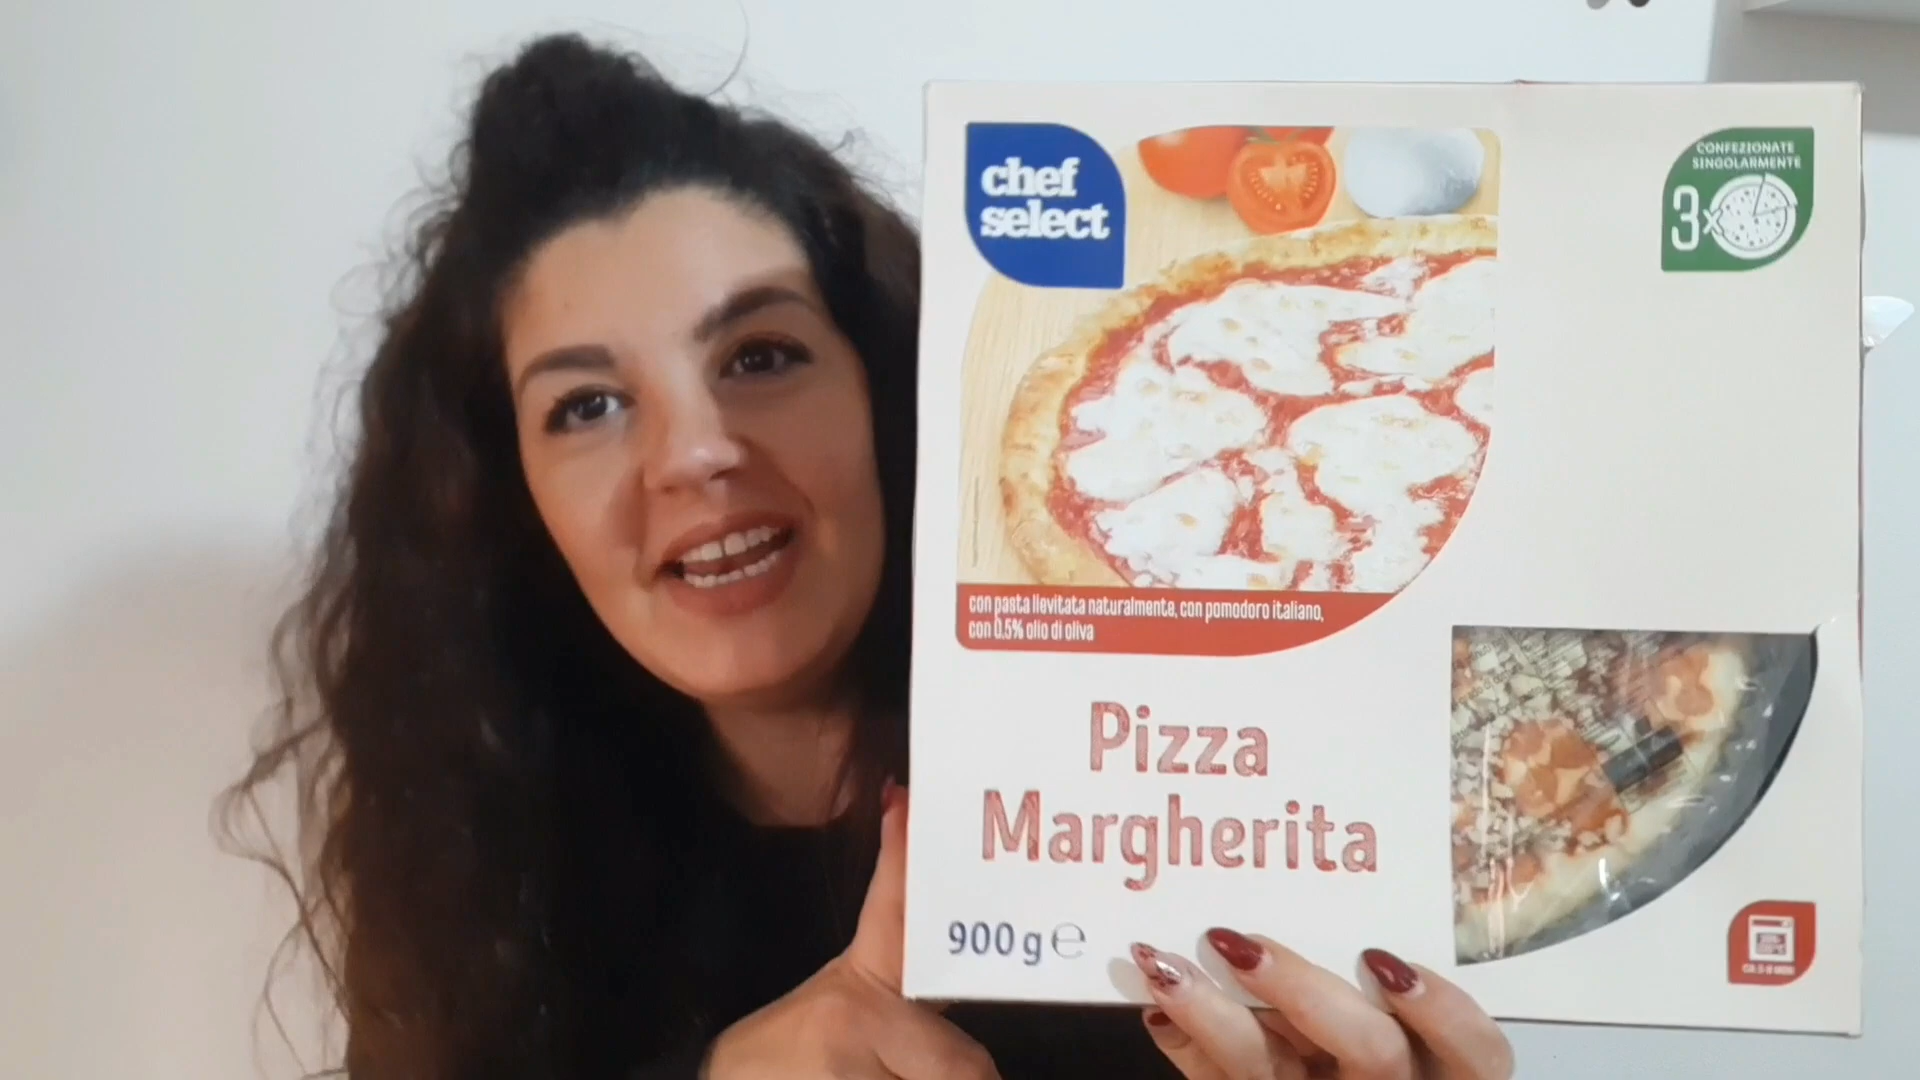 chef
select
CONFEZIONATE
SINGOLARMENTE
3x
con pasta lievitata naturalmente, con pomodoro italiano,
con 0.5% olio di oliva
Pizza
Margherita
900 g ℮